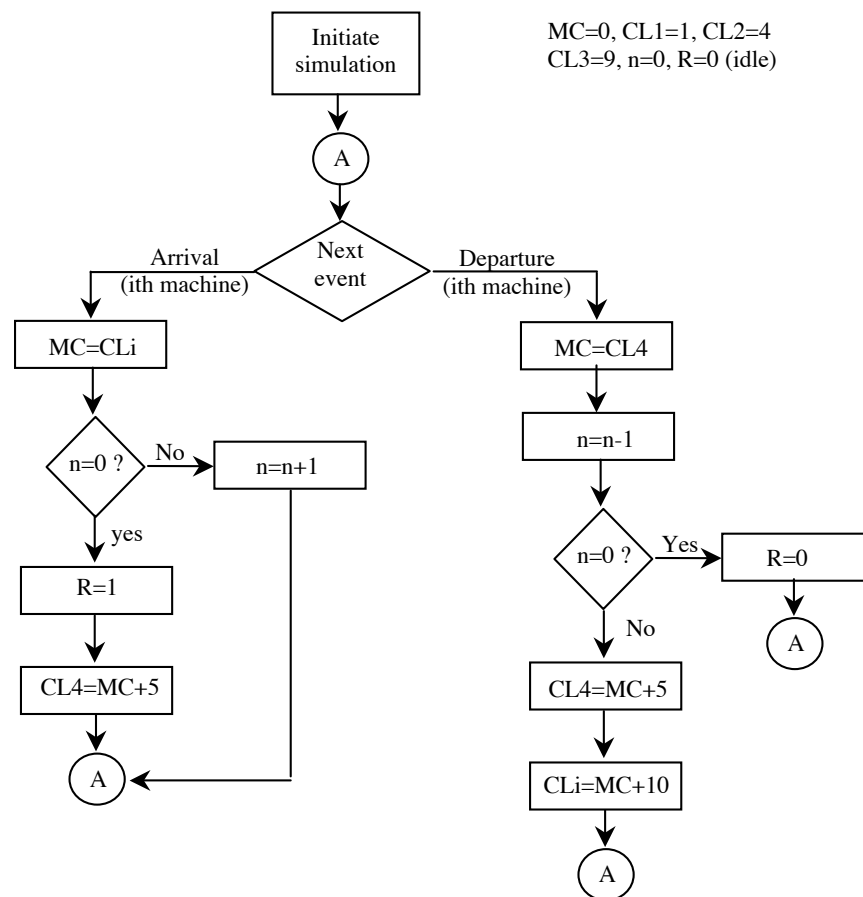 Initiate
simulation
MC=0, CL1=1, CL2=4
CL3=9, n=0, R=0 (idle)
A
Next
event
Arrival
(ith machine)
Departure
(ith machine)
MC=CLi
n=0 ?
No
n=n+1
yes
R=1
CL4=MC+5
A
MC=CL4
n=n-1
n=0 ?
Yes
R=0
A
No
CL4=MC+5
CLi=MC+10
A